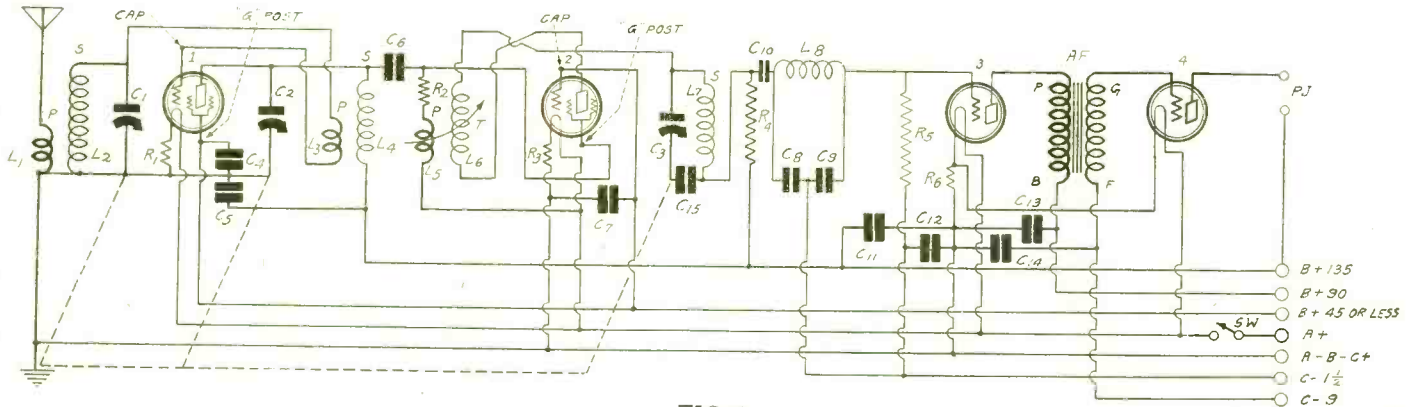 CAP
G POST
CAP
G POST
S
C1
1
C2
P
L1
L2
R1
C4
C5
P
L3
S
L4
C6
R2
P
L5
T
L6
2
R3
C7
C3
S
L7
C15
C10
R4
L8
C8
C9
R5
R6
3
AF
P
G
B
F
4
PJ
C11
C12
C13
C14
B+135
B+90
B+45 OR LESS
SW
A+
A-B-C+
C-1 1/2
C-9